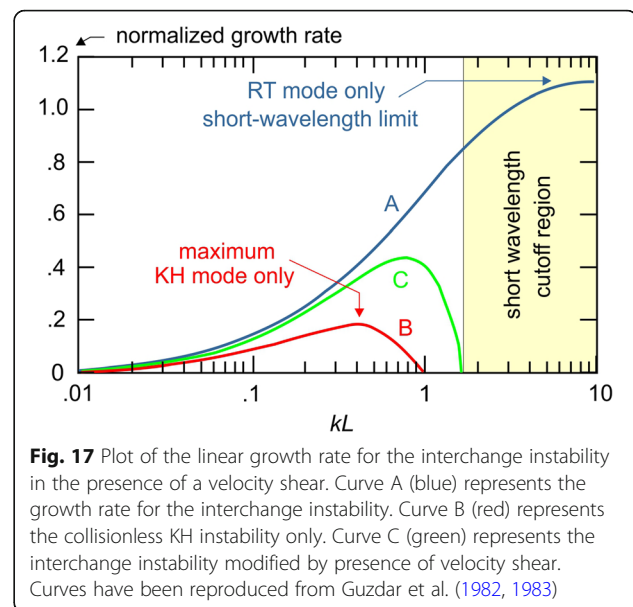 normalized growth rate
1.2
1.0
.8
.6
.4
.2
0
RT mode only
short-wavelength limit
A
maximum
KH mode only
C
B
short wavelength
cutoff region
.01
0.1
1
10
kL
Fig. 17 Plot of the linear growth rate for the interchange instability
in the presence of a velocity shear. Curve A (blue) represents the
growth rate for the interchange instability. Curve B (red) represents
the collisionless KH instability only. Curve C (green) represents the
interchange instability modified by presence of velocity shear.
Curves have been reproduced from Guzdar et al. (1982, 1983)